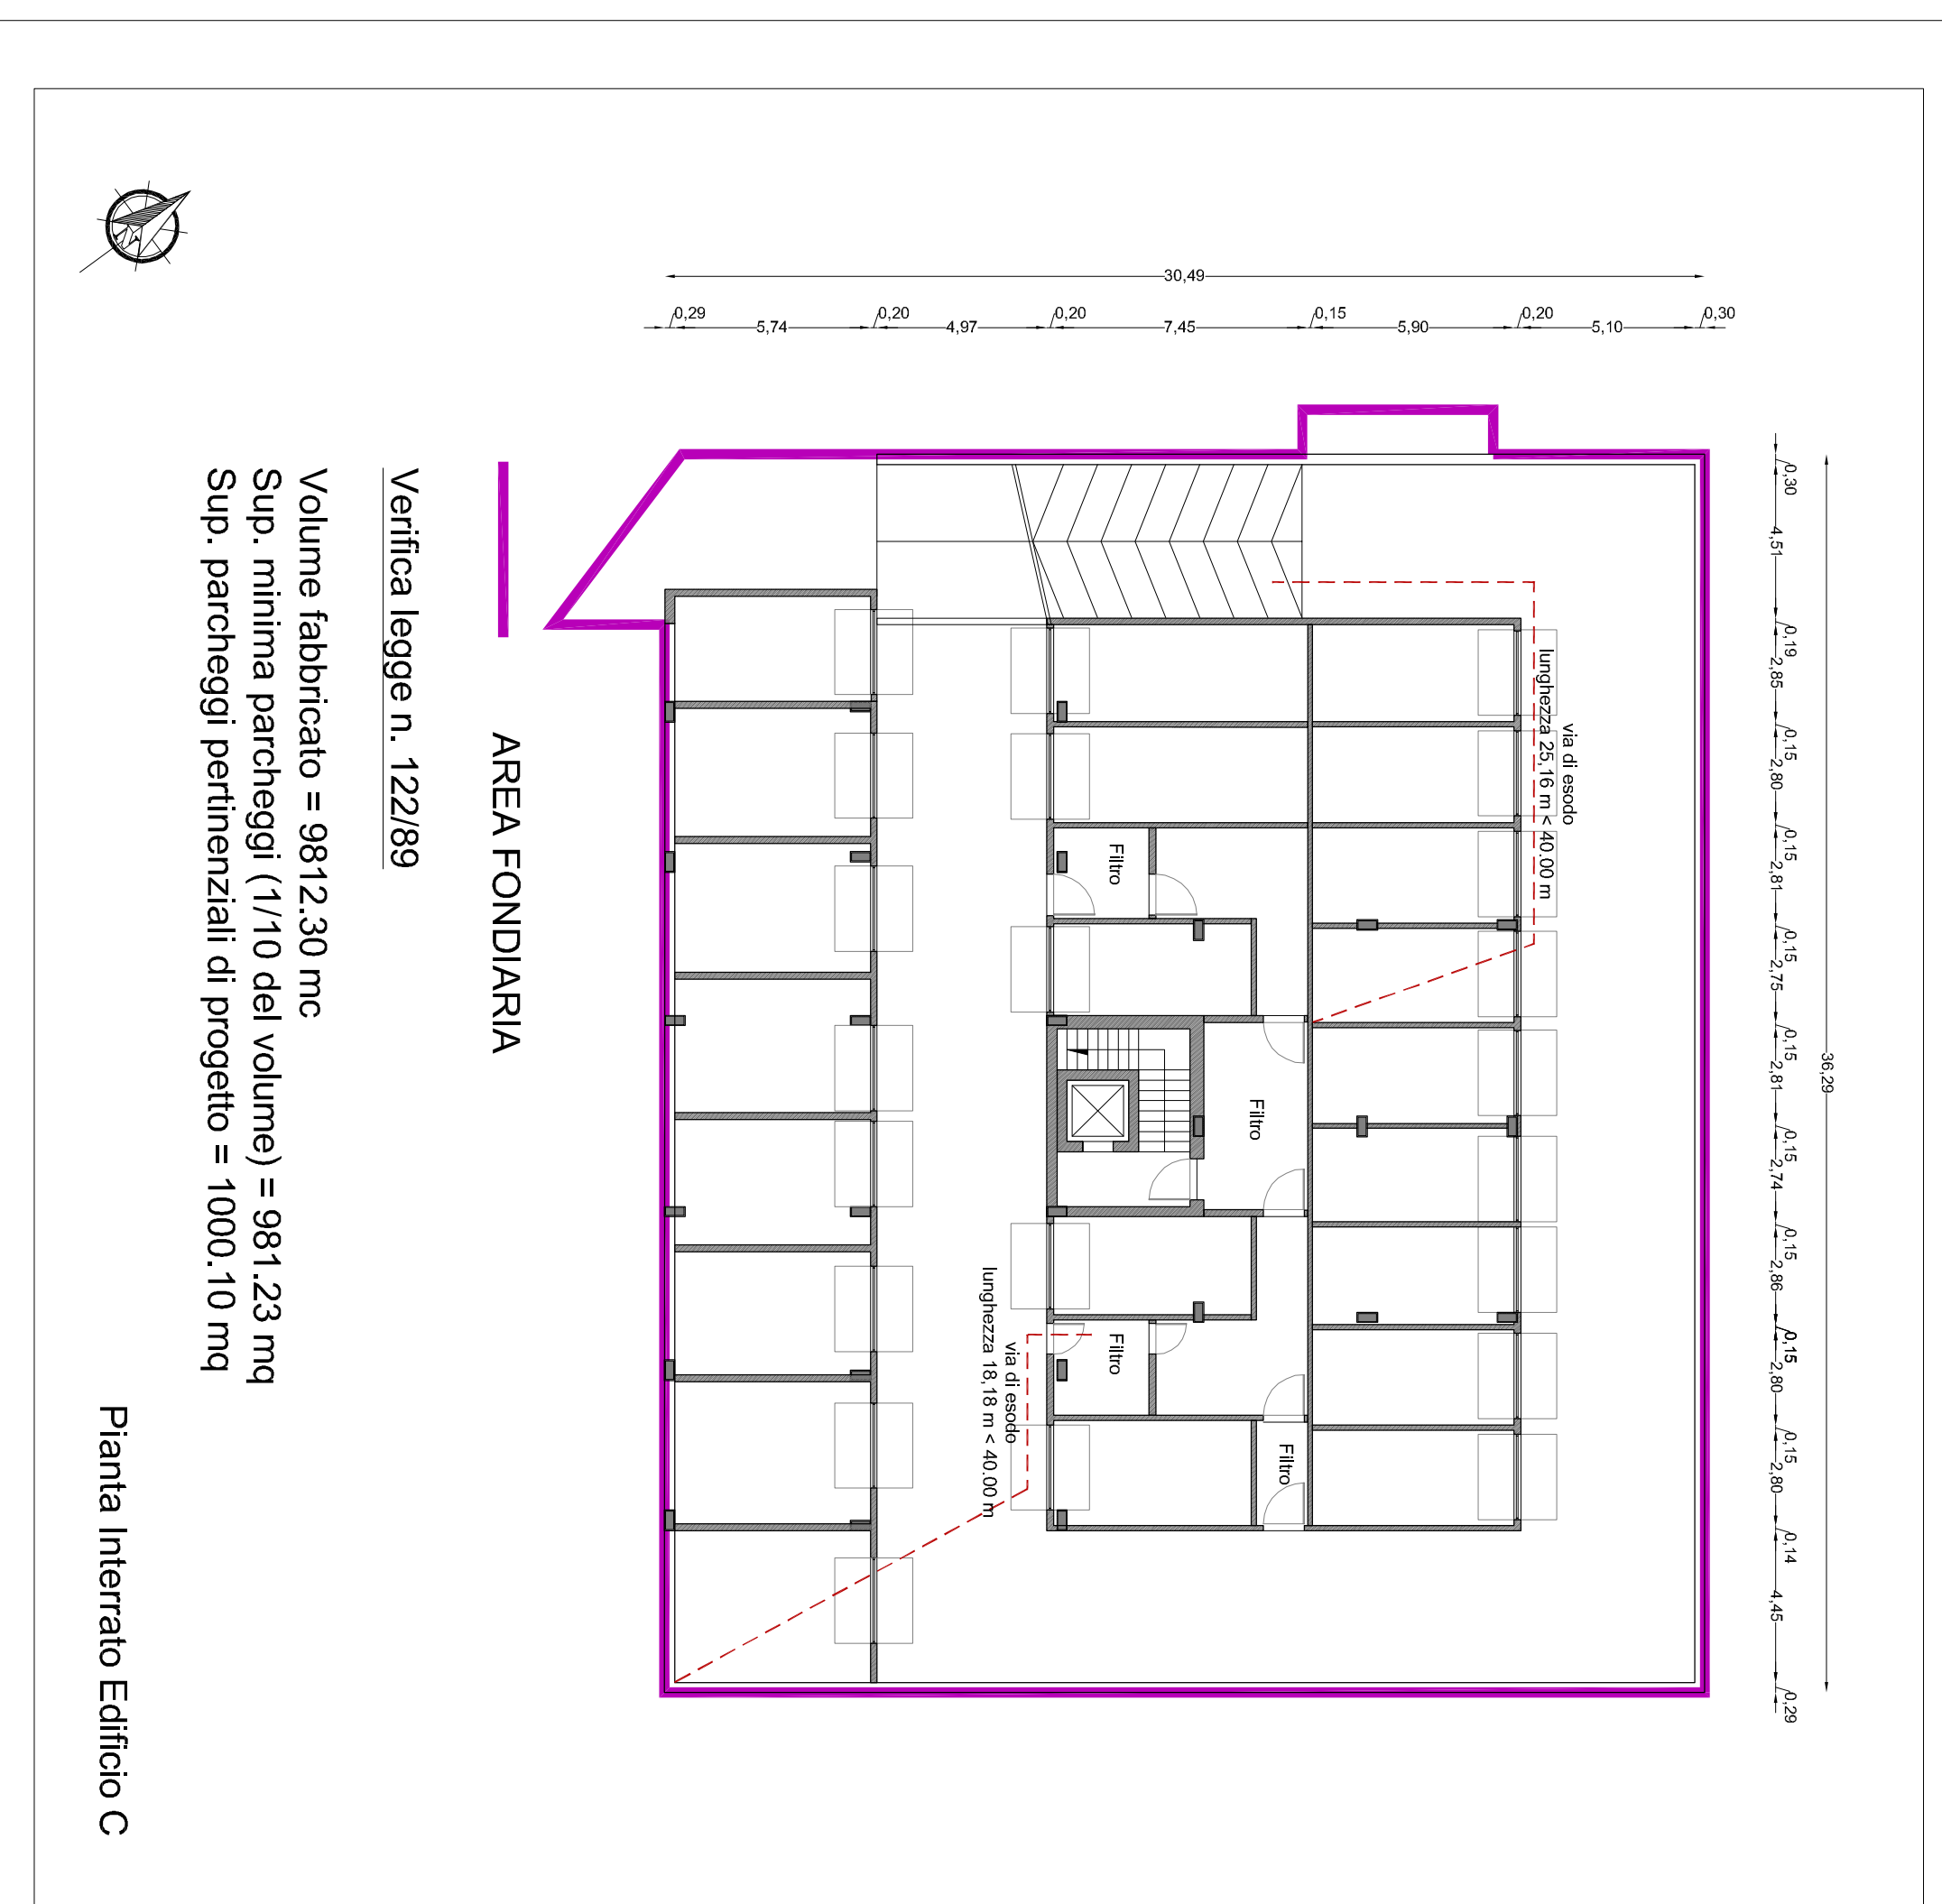 30,49
0,29
5,74
0,20
4,97
0,20
7,45
0,15
5,90
0,20
5,10
0,30
36,29
0,30
4,51
0,19
2,85
0,15
2,80
0,15
2,81
0,15
2,75
0,15
2,81
0,15
2,74
0,15
2,86
0,15
2,80
0,15
2,80
0,14
4,45
0,29
via di esodo
lunghezza 25,16 m < 40.00 m
Filtro
Filtro
Filtro
Filtro
via di esodo
lunghezza 18,18 m < 40.00 m
AREA FONDIARIA
Verifica legge n. 122/89
Volume fabbricato = 9812.30 mc
Sup. minima parcheggi (1/10 del volume) = 981.23 mq
Sup. parcheggi pertinenziali di progetto = 1000.10 mq
Pianta Interrato Edificio C
N